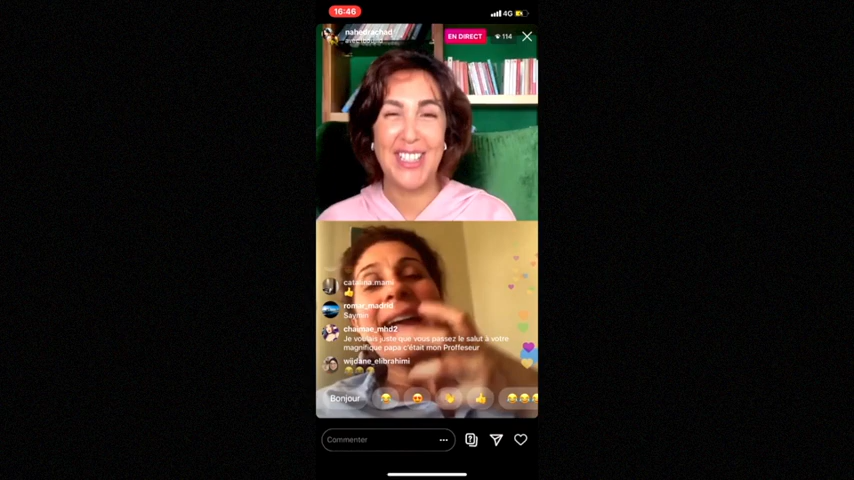 16:46
4G
nahedrachad
EN DIRECT
114
catalina.mami
👍
romar_madrid
Saymin
chaimae_mhd2
Je voulais juste que vous passez le salut à votre
magnifique papa c'était mon Proffeseur
wijdane_elibrahimi
😂😂😂
Bonjour 😂 😍 👏 👍 😂😂
Commenter